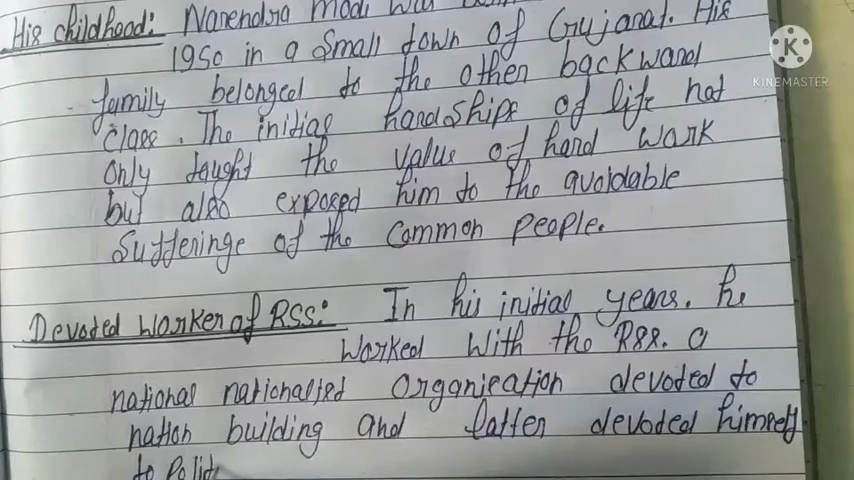 His childhood: Narendra Modi was
1950 in a small town of Gujarat. His
family belonged to the other backward
class. The initial hardships of life not
only taught the value of hard work
but also exposed him to the avoidable
sufferings of the common people.
Devoted worker of RSS: In his initial years. he
worked with the RSS. a
national nationalist organisation devoted to
nation building and latter devoted himself
to
KINEMASTER